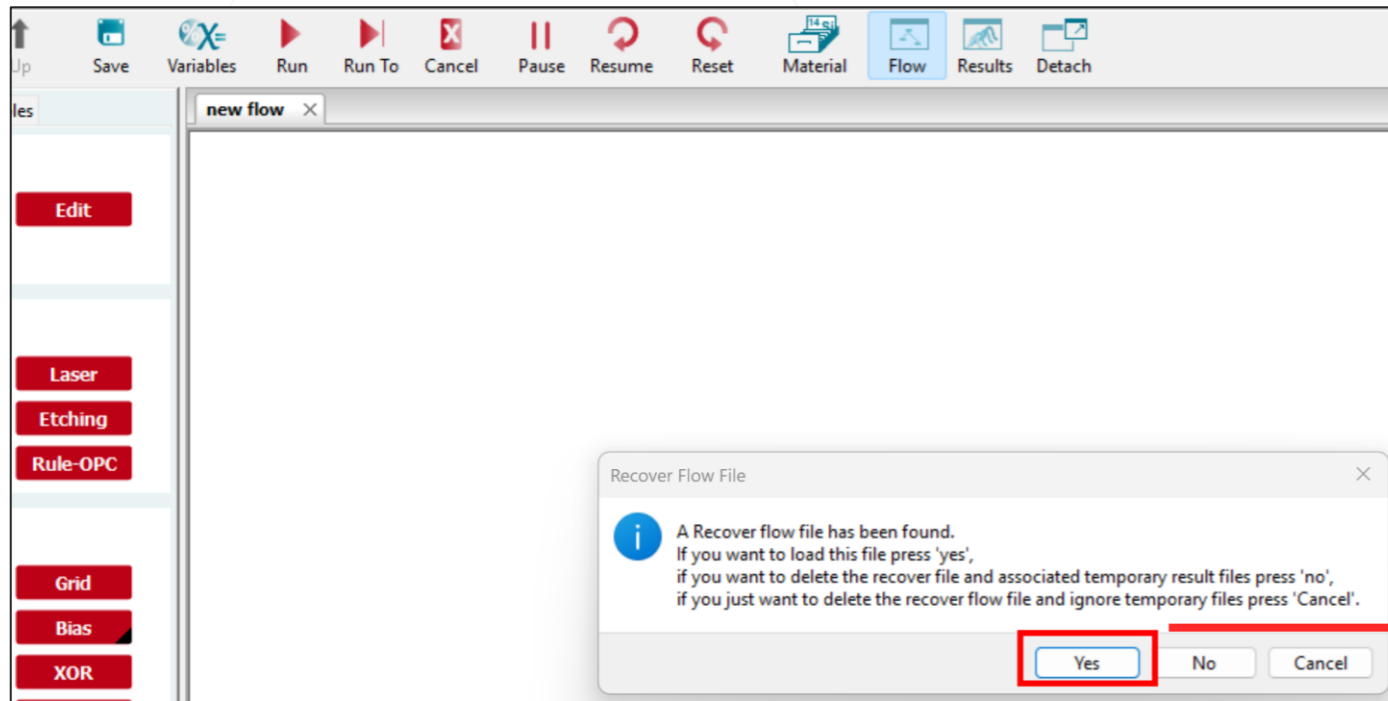 Up Save Variables Run Run To Cancel Pause Resume Reset Material Flow Results Detach
new flow
Edit
Laser
Etching
Rule-OPC
Grid
Bias
XOR
Recover Flow File
A Recover flow file has been found.
If you want to load this file press 'yes',
if you want to delete the recover file and associated temporary result files press 'no',
if you just want to delete the recover flow file and ignore temporary files press 'Cancel'.
Yes No Cancel